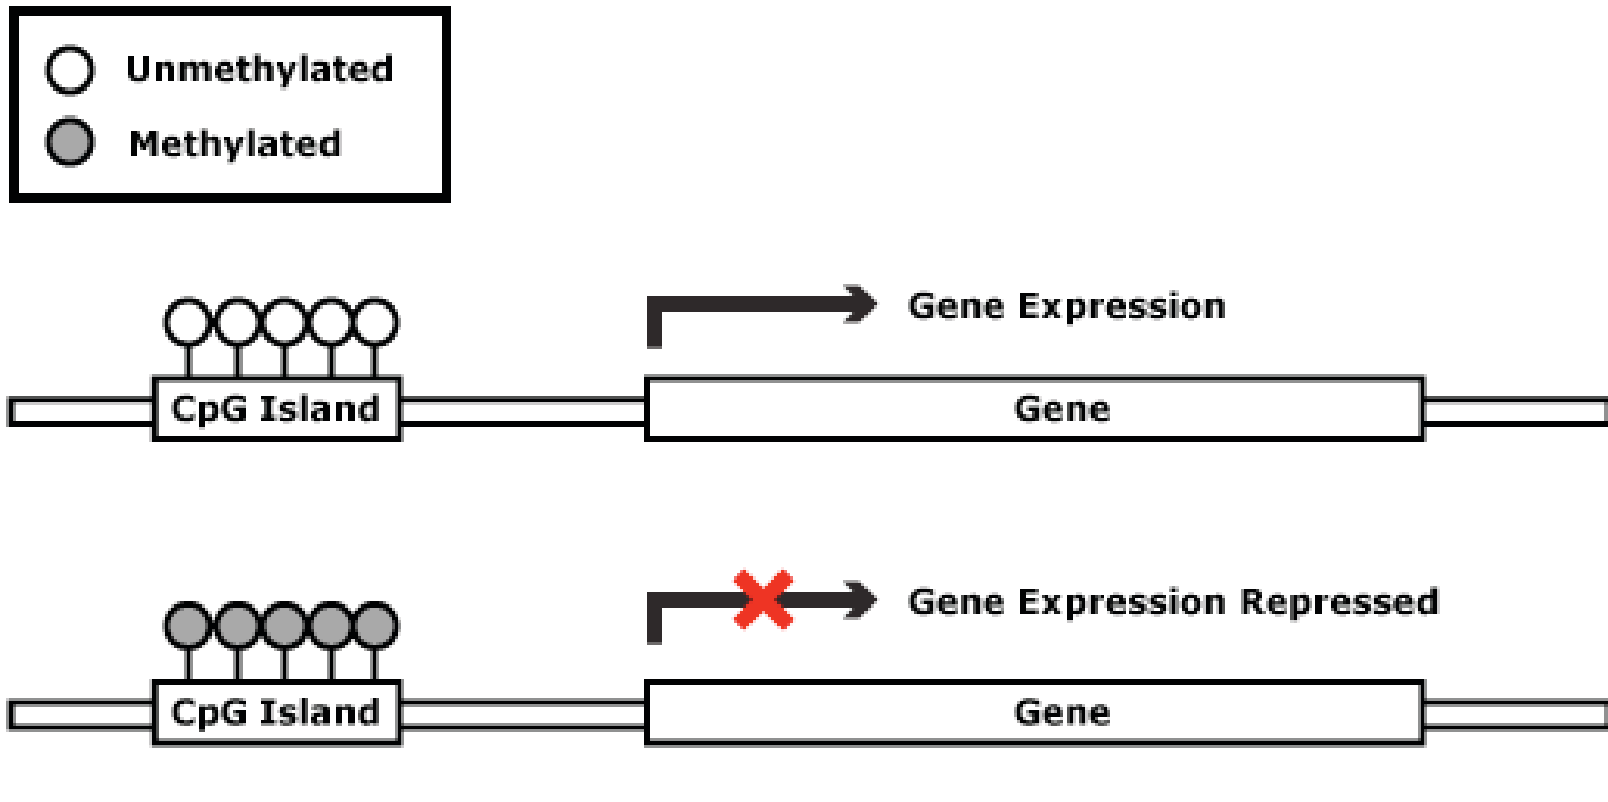 Unmethylated
Methylated
Gene Expression
CpG Island
Gene
Gene Expression Repressed
CpG Island
Gene